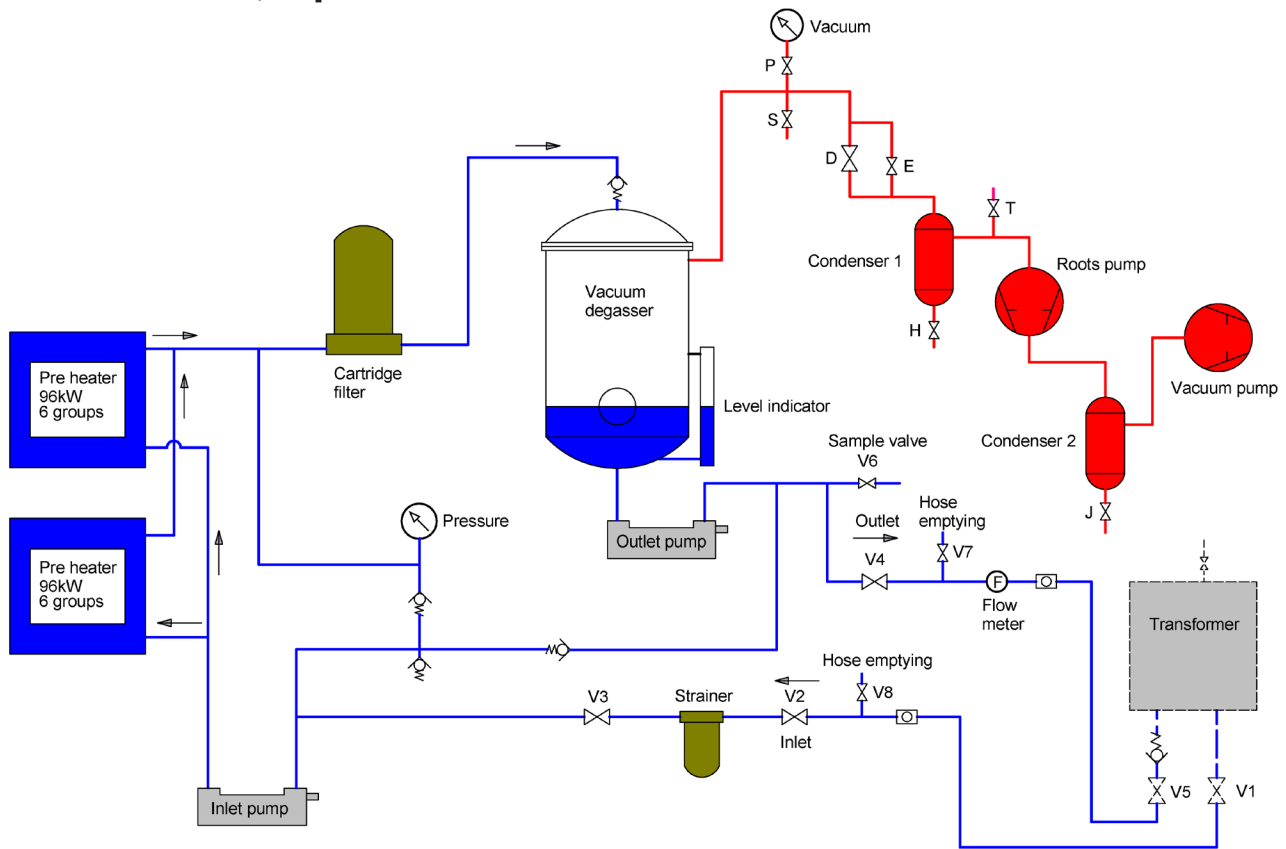 Vacuum
P
S
D
E
T
Condenser 1
Roots pump
H
Vacuum
degasser
Pre heater
96kW
6 groups
Cartridge
filter
Vacuum pump
Level indicator
Sample valve
V6
Condenser 2
J
Pressure
Outlet pump
Outlet
V4
Hose
emptying
V7
F
Flow
meter
Pre heater
96kW
6 groups
Transformer
Hose emptying
V8
V3
Strainer
V2
Inlet
V5
V1
Inlet pump